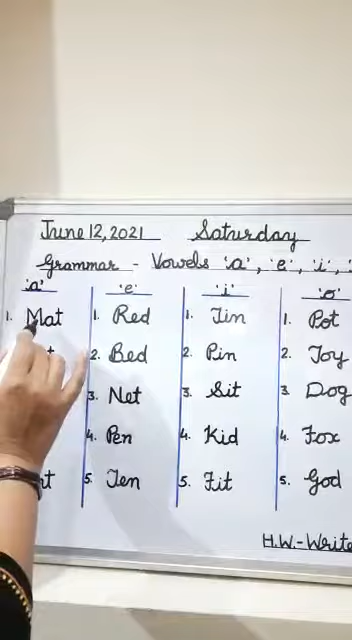 June 12, 2021 Saturday
Grammar - Vowels 'a', 'e', 'i',
'a' 'e' 'i' 'o'
1. Mat 1. Red 1. Tin 1. Pot
2. Bed 2. Pin 2. Toy
3. Net 3. Sit 3. Dog
4. Pen 4. Kid 4. Fox
5. Ten 5. Fit 5. God
H.W.-Write